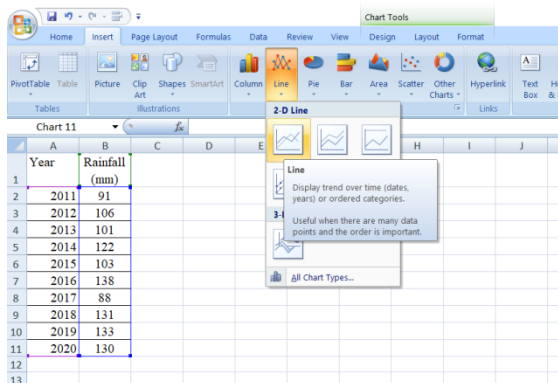 Chart Tools
Home Insert Page Layout Formulas Data Review View Design Layout Format
PivotTable Table Picture Clip Art Shapes SmartArt Column Line Pie Bar Area Scatter Other Charts Hyperlink Text Box
Tables Illustrations Links
Chart 11 fx
2-D Line
A B C D E H I J
1 Year Rainfall (mm)
2 2011 91
3 2012 106
4 2013 101
5 2014 122
6 2015 103
7 2016 138
8 2017 88
9 2018 131
10 2019 133
11 2020 130
12
13
Line
Display trend over time (dates,
years) or ordered categories.
Useful when there are many data
points and the order is important.
All Chart Types...